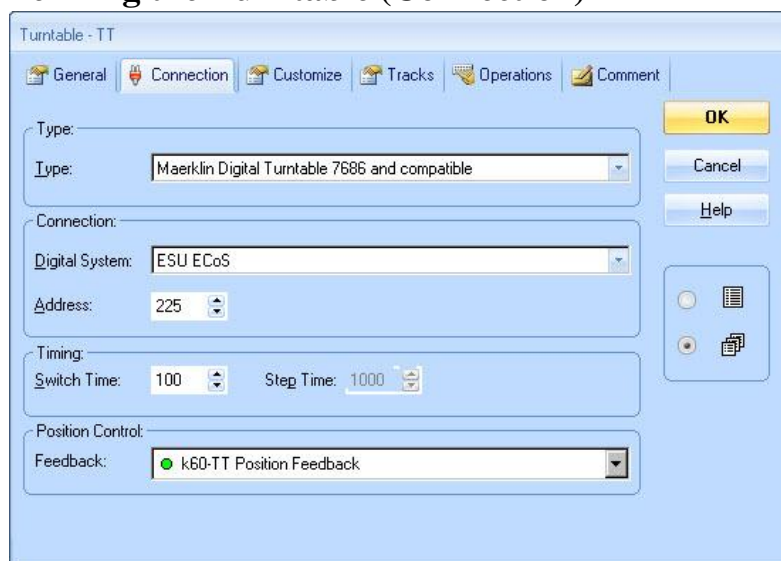 Turntable (Connection)
Turntable - TT
General Connection Customize Tracks Operations Comment
OK
Type:
Type: Maerklin Digital Turntable 7686 and compatible
Cancel
Help
Connection:
Digital System: ESU ECoS
Address: 225
Timing:
Switch Time: 100 Step Time: 1000
Position Control:
Feedback: k60-TT Position Feedback